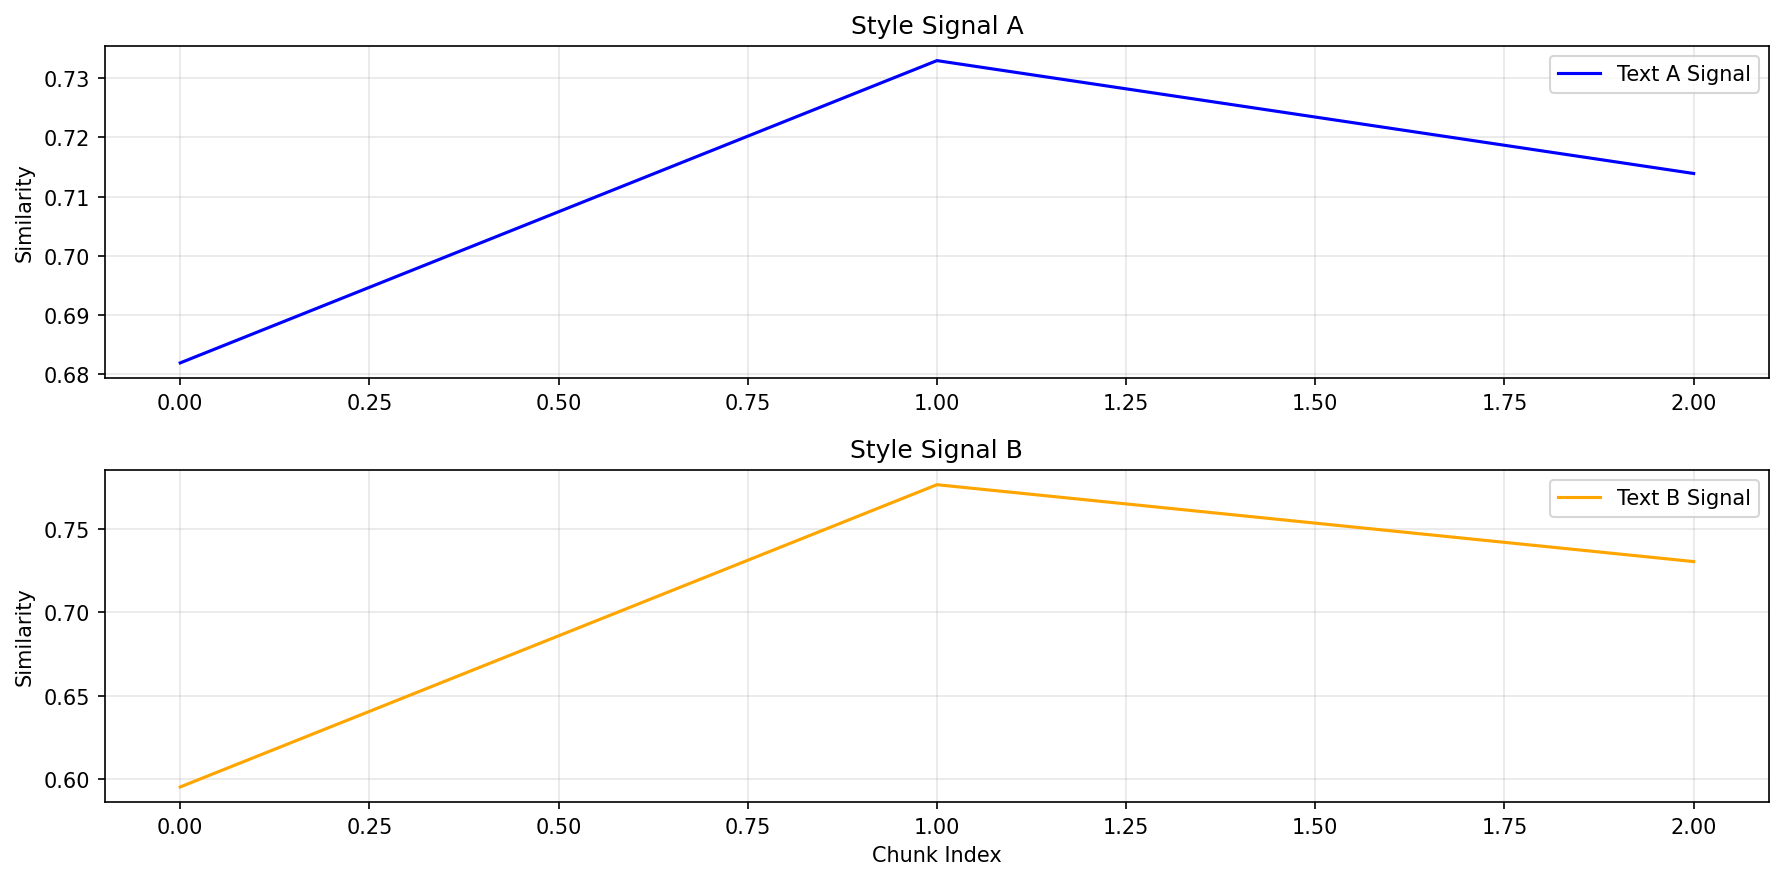 Style Signal A
Text A Signal
Similarity
0.73
0.72
0.71
0.70
0.69
0.68
0.00 0.25 0.50 0.75 1.00 1.25 1.50 1.75 2.00
Style Signal B
Text B Signal
Similarity
0.75
0.70
0.65
0.60
0.00 0.25 0.50 0.75 1.00 1.25 1.50 1.75 2.00
Chunk Index